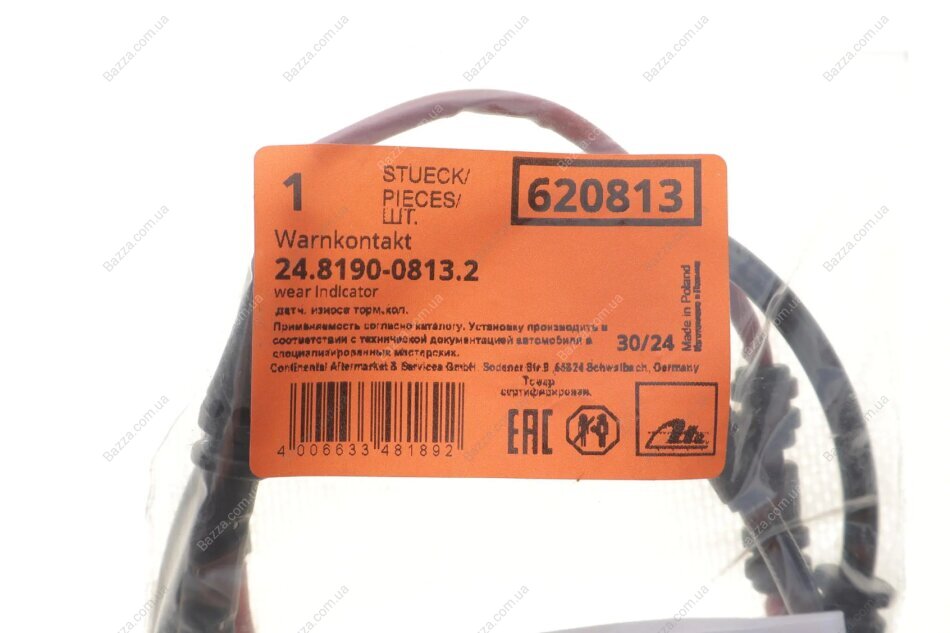 1
STUECK/
PIECES/
ШТ.
620813
Warnkontakt
24.8190-0813.2
wear Indicator
датч. износа торм.кол.
Применяемость согласно каталогу. Установку производить в
соответствии с технической документацией автомобиля в
специализированных мастерских.
30/24
Made in Poland
Continental Aftermarket & Services GmbH, Sodener Str.9, 65824 Schwalbach, Germany
Товар
сертифицирован.
4 006633 481892
EAC
Ate
Bazza.com.ua